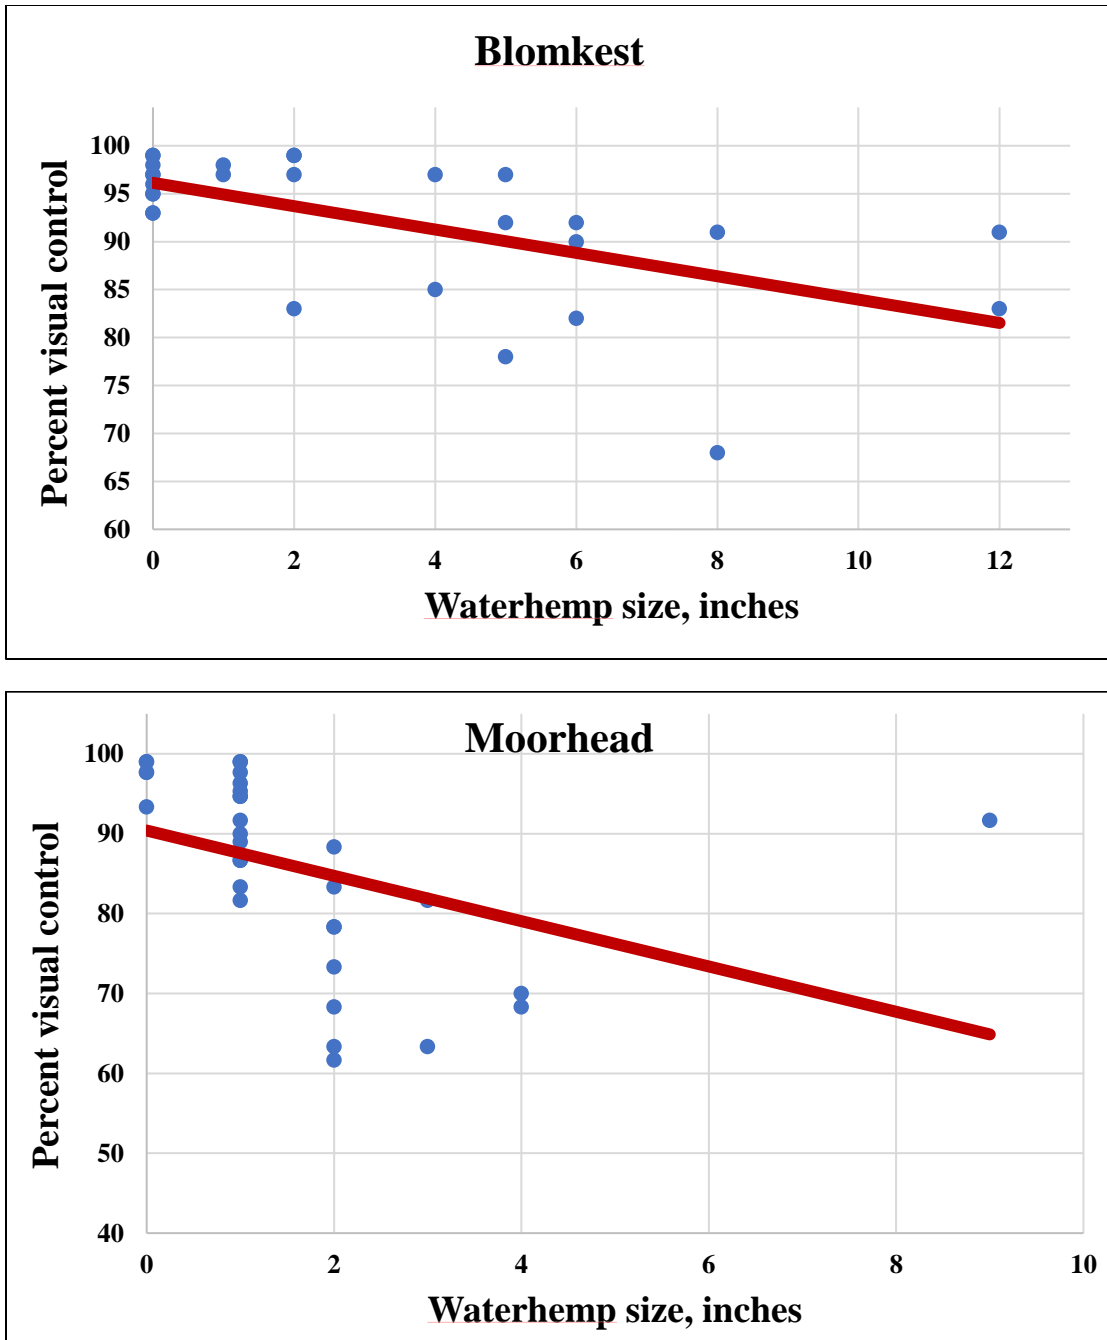 Blomkest
Percent visual control
100
95
90
85
80
75
70
65
60
0 2 4 6 8 10 12
Waterhemp size, inches
Moorhead
Percent visual control
100
90
80
70
60
50
40
0 2 4 6 8 10
Waterhemp size, inches